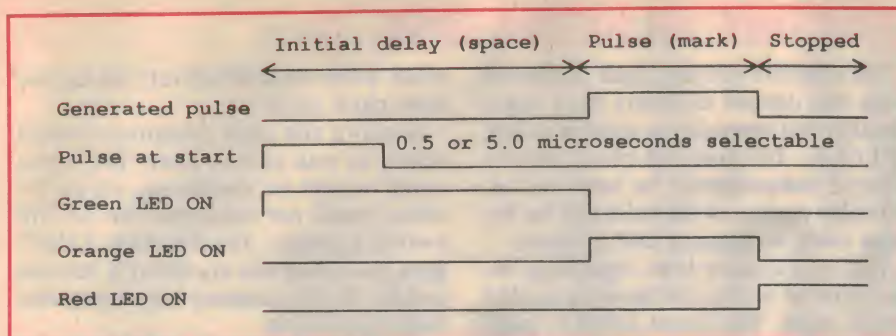 Initial delay (space) Pulse (mark) Stopped
Generated pulse
Pulse at start 0.5 or 5.0 microseconds selectable
Green LED ON
Orange LED ON
Red LED ON